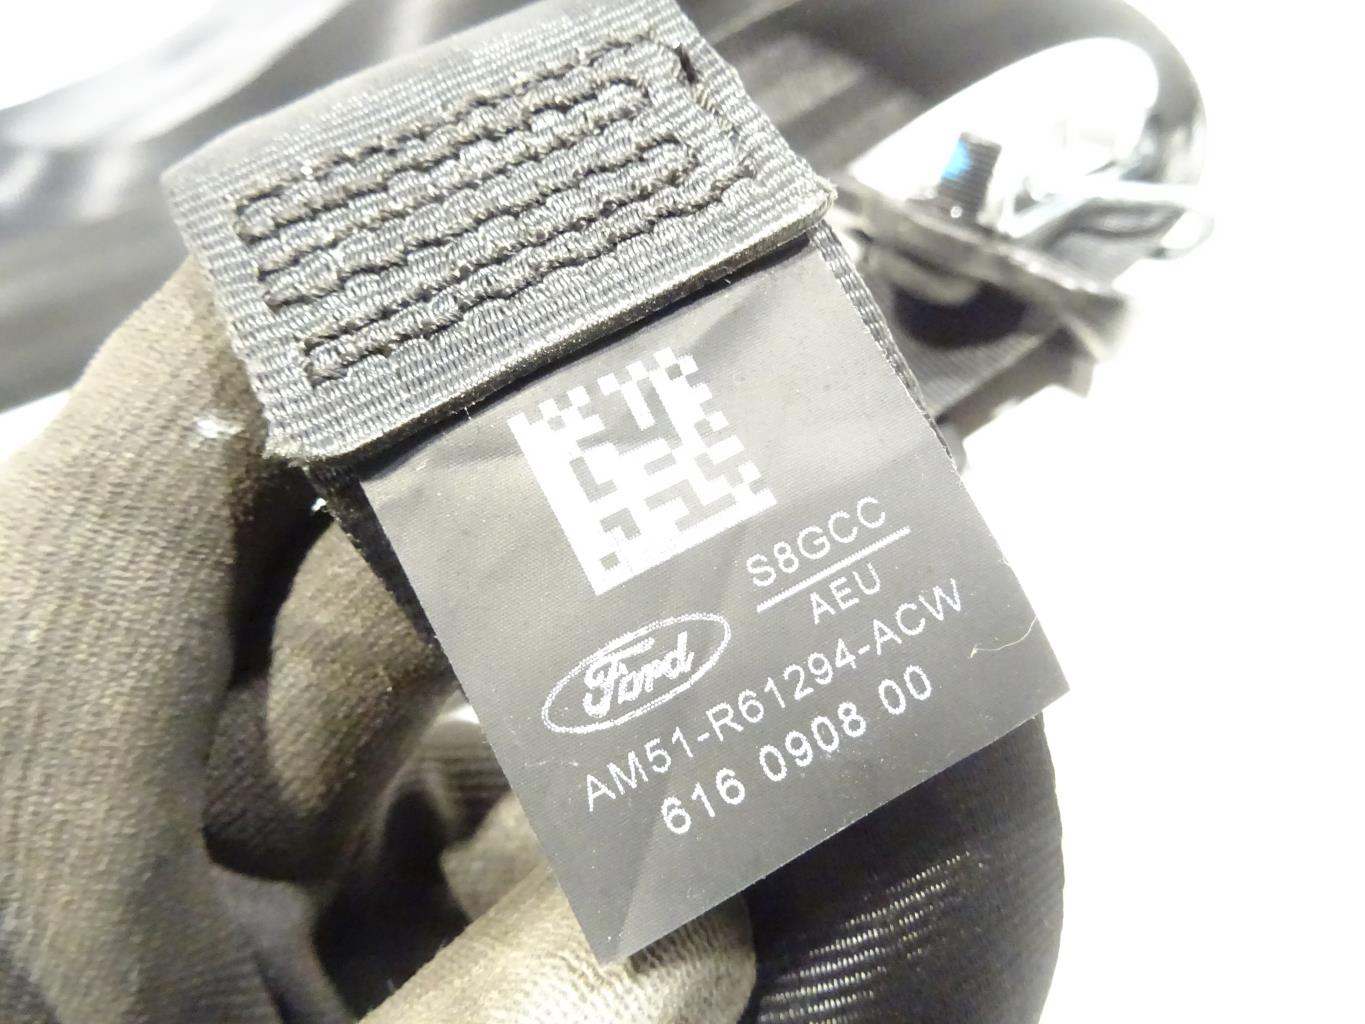 S8GCC
AEU
Ford
AM51-R61294-ACW
616 0908 00